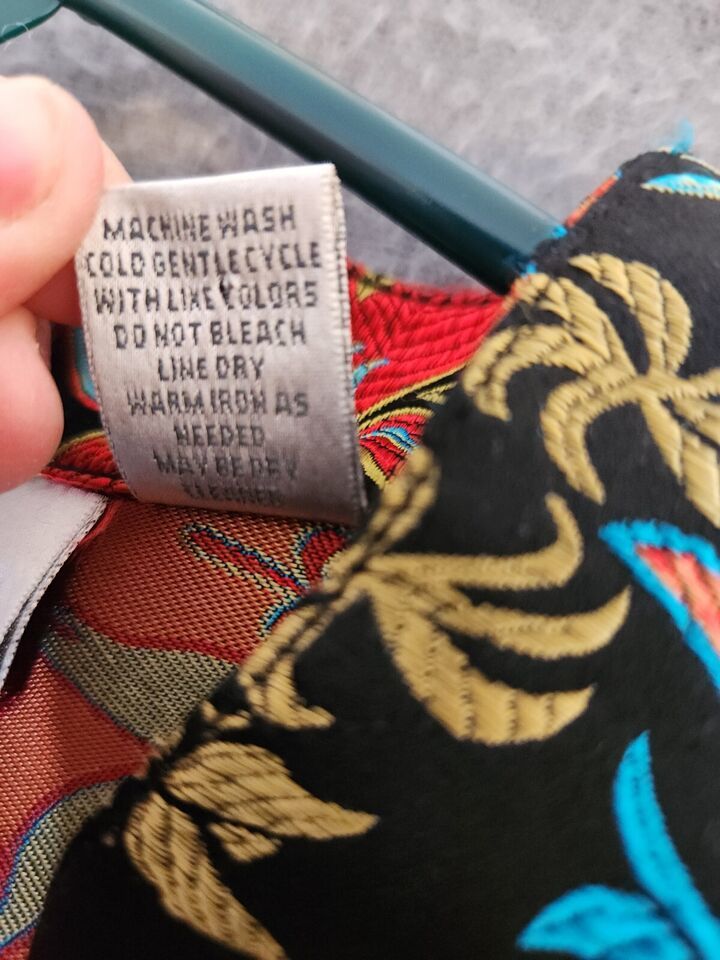 MACHINE WASH
COLD GENTLE CYCLE
WITH LIKE COLORS
DO NOT BLEACH
LINE DRY
WARM IRON AS
NEEDED
MAY BE DRY
CLEANED